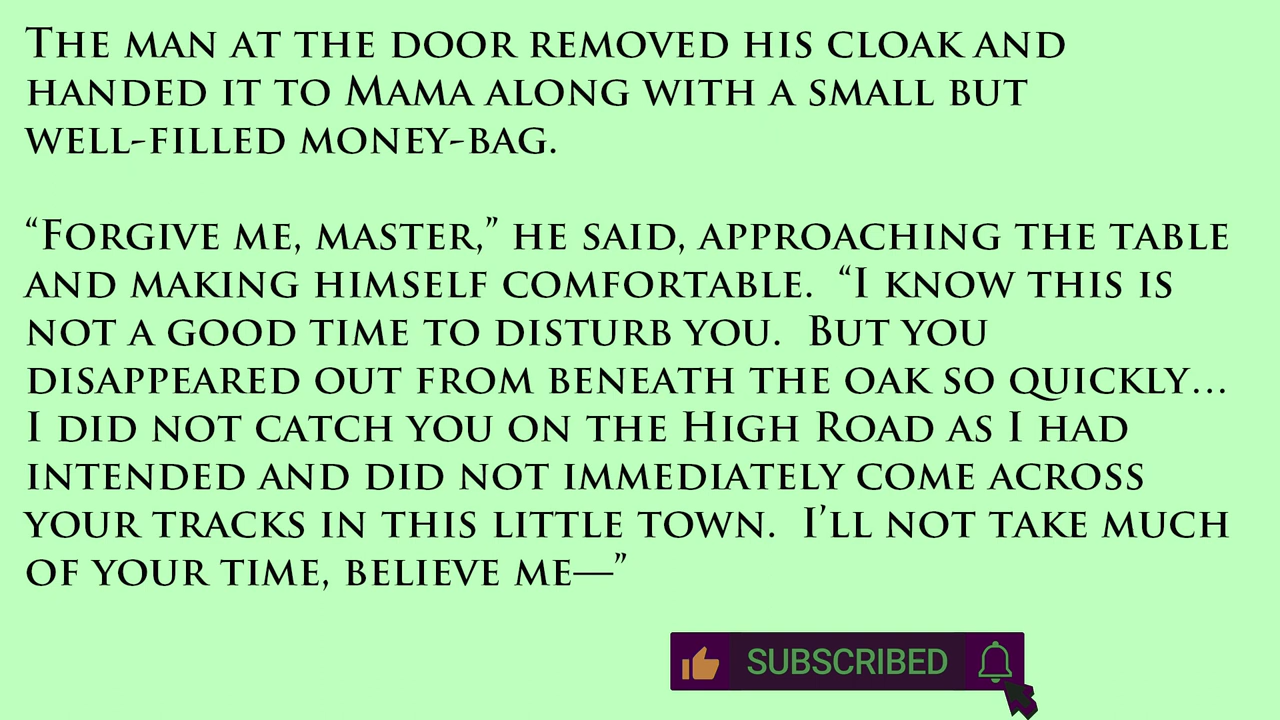 The man at the door removed his cloak and
handed it to Mama along with a small but
well-filled money-bag.
“Forgive me, master,” he said, approaching the table
and making himself comfortable.  “I know this is
not a good time to disturb you.  But you
disappeared out from beneath the oak so quickly…
I did not catch you on the High Road as I had
intended and did not immediately come across
your tracks in this little town.  I’ll not take much
of your time, believe me—”
SUBSCRIBED